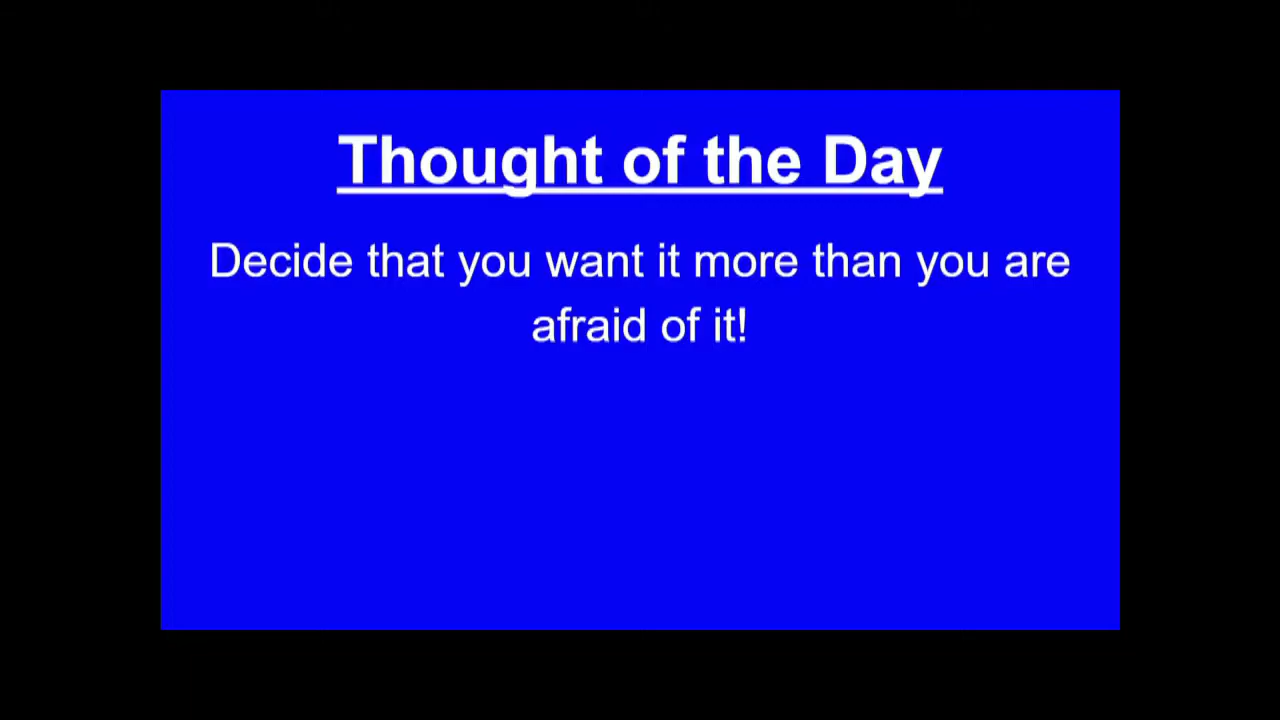 Thought of the Day
Decide that you want it more than you are
afraid of it!